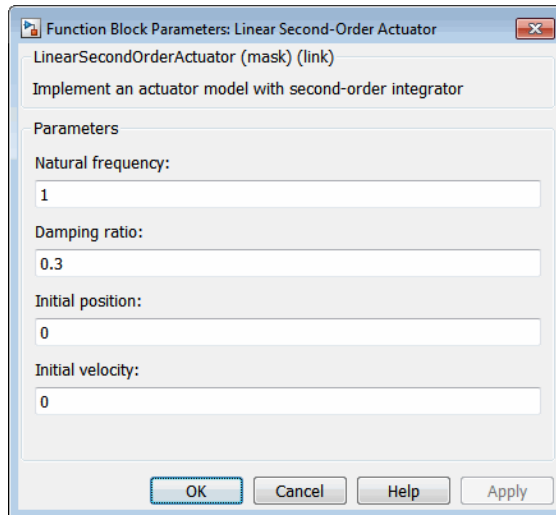 Function Block Parameters: Linear Second-Order Actuator
LinearSecondOrderActuator (mask) (link)
Implement an actuator model with second-order integrator
Parameters
Natural frequency:
1
Damping ratio:
0.3
Initial position:
0
Initial velocity:
0
OK Cancel Help Apply